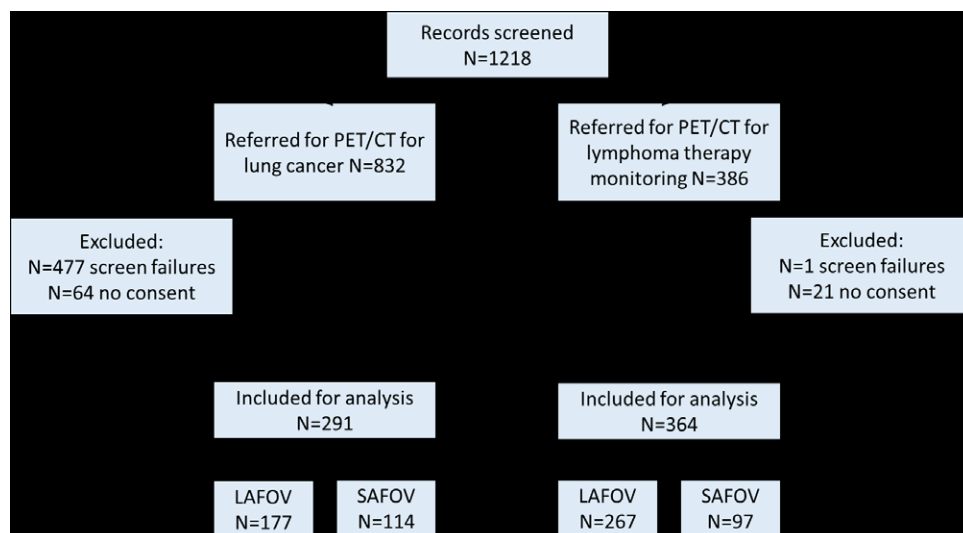 Records screened
N=1218
Referred for PET/CT for
lung cancer N=832
Referred for PET/CT for
lymphoma therapy
monitoring N=386
Excluded:
N=477 screen failures
N=64 no consent
Excluded:
N=1 screen failures
N=21 no consent
Included for analysis
N=291
Included for analysis
N=364
LAFOV
N=177
SAFOV
N=114
LAFOV
N=267
SAFOV
N=97